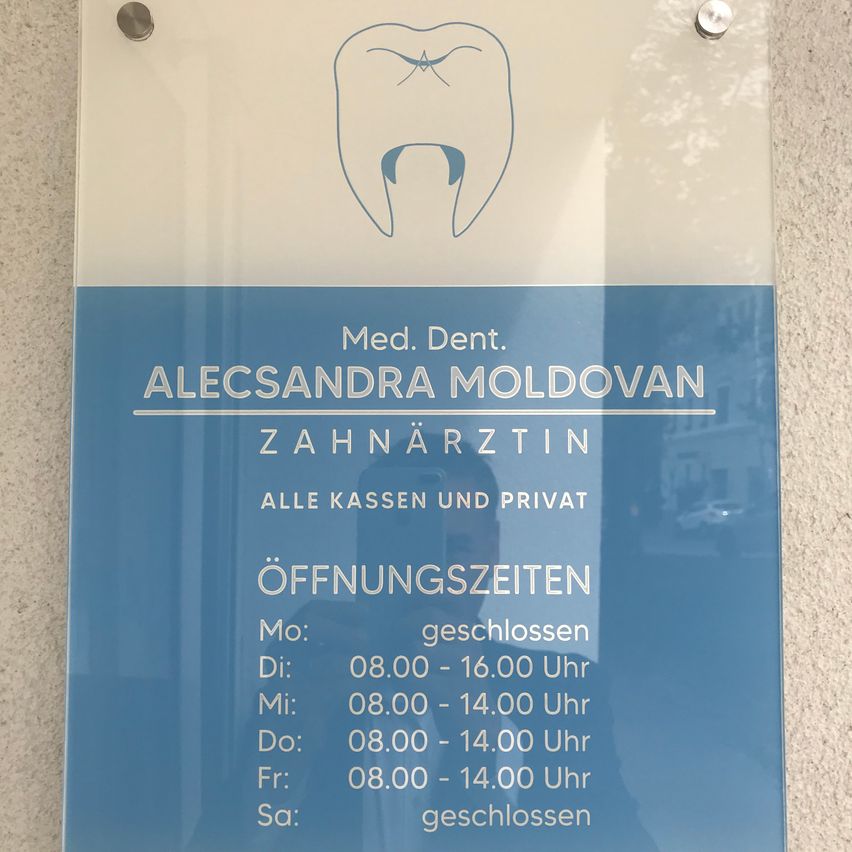 Med. Dent.
ALECSANDRA MOLDOVAN
ZAHNÄRZTIN
ALLE KASSEN UND PRIVAT
ÖFFNUNGSZEITEN
Mo: geschlossen
Di: 08.00 - 16.00 Uhr
Mi: 08.00 - 14.00 Uhr
Do: 08.00 - 14.00 Uhr
Fr: 08.00 - 14.00 Uhr
Sa: geschlossen